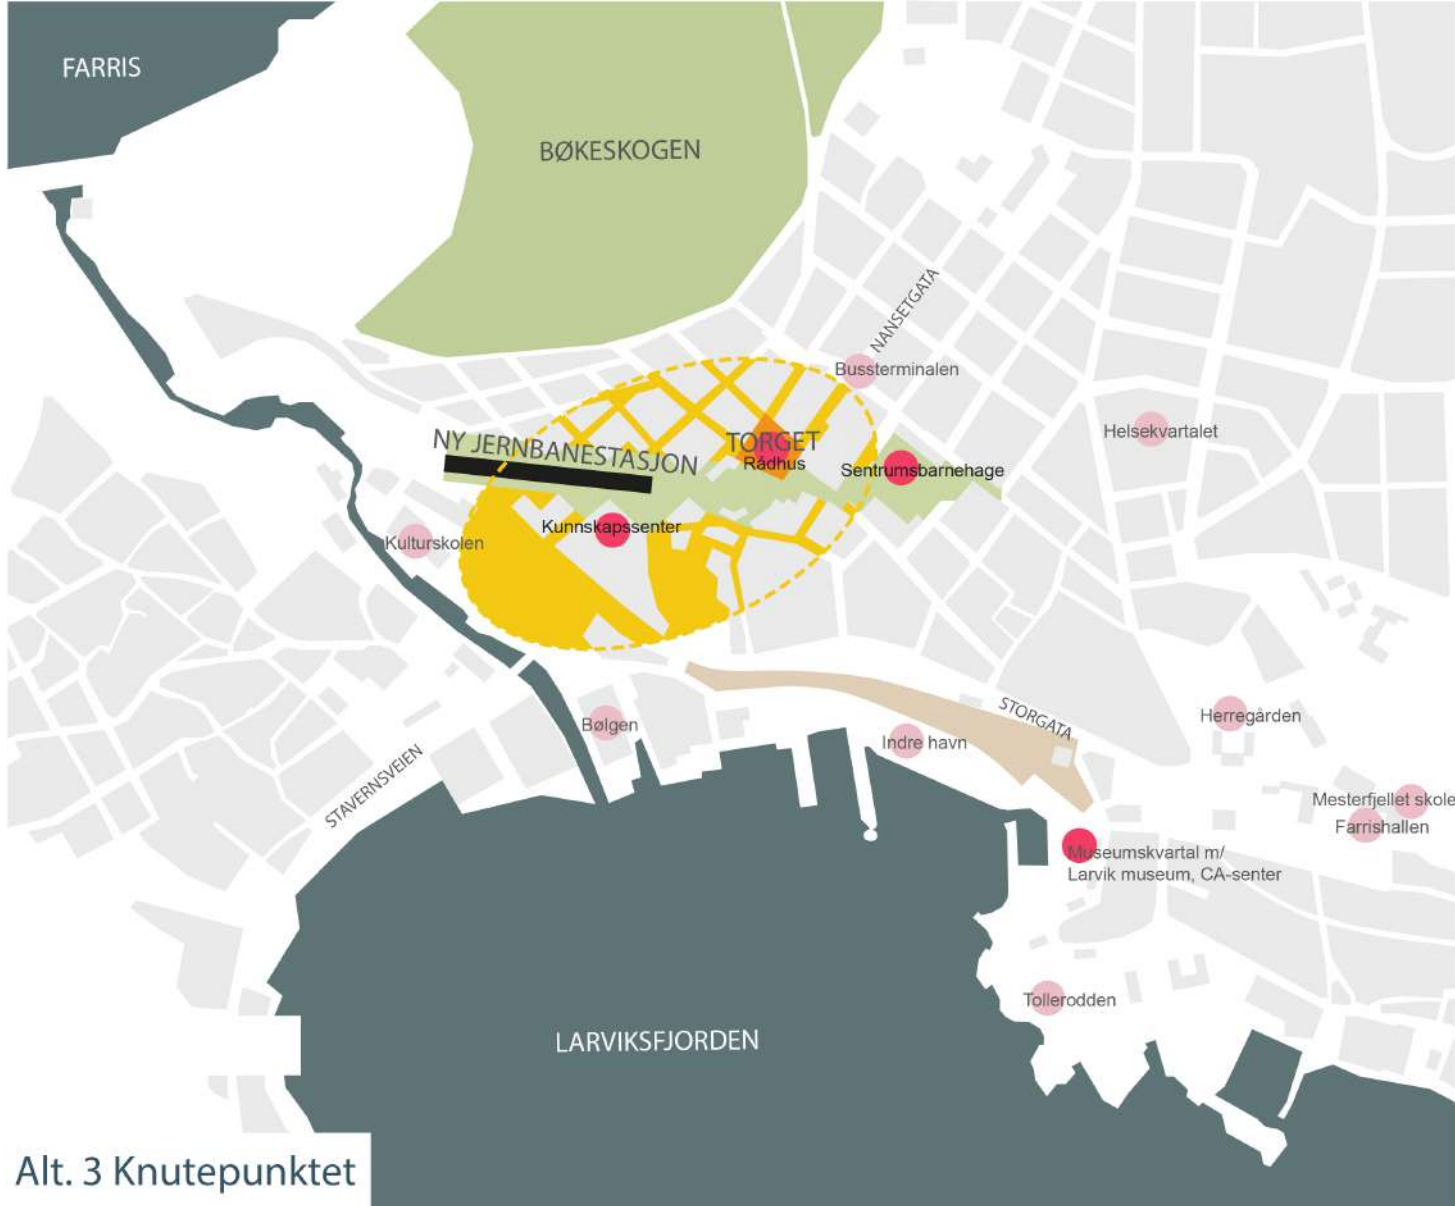 FARRIS
BØKESKOGEN
NANSETGATA
Bussterminalen
Helsekvartalet
NY JERNBANESTASJON
TORGET
Rådhus
Sentrumsbarnehage
Kunnskapssenter
Kulturskolen
STORGATA
Herregården
Bølgen
Indre havn
STAVERNSVEIEN
Mesterfjellet skole
Farrishallen
Museumskvartal m/
Larvik museum, CA-senter
Tollerodden
LARVIKSFJORDEN
Alt. 3 Knutepunktet